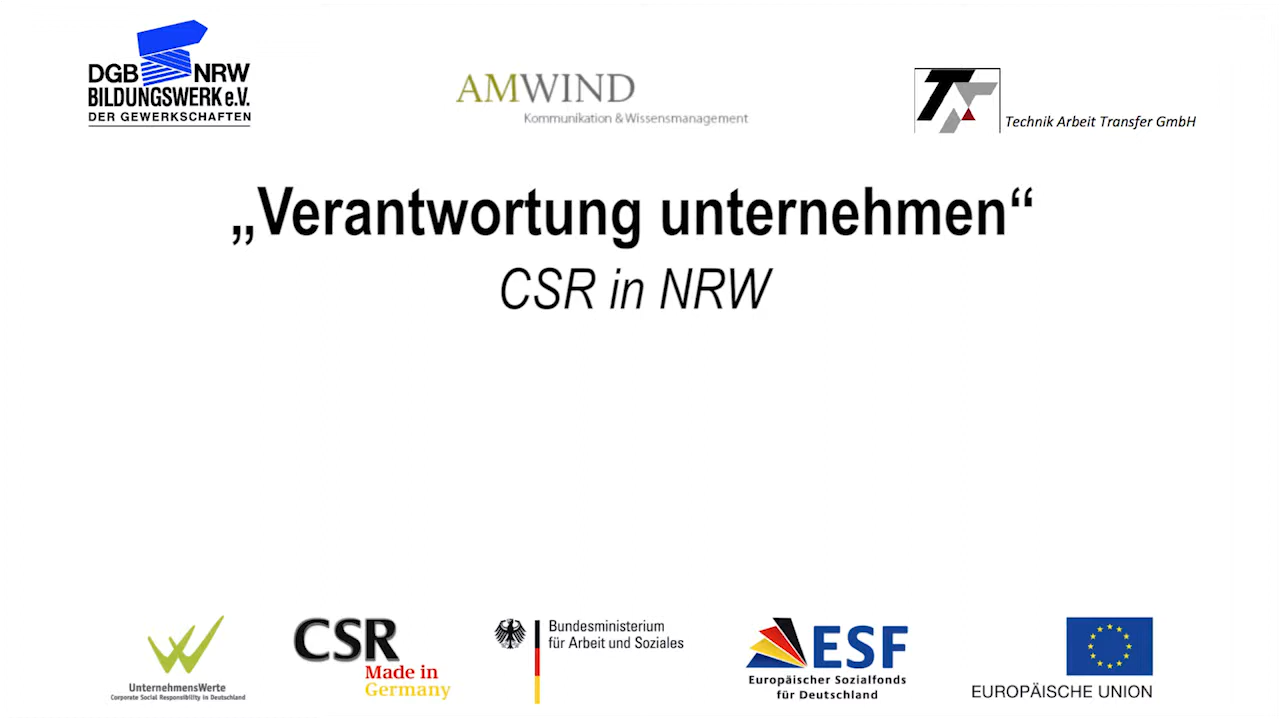 DGB NRW
BILDUNGSWERK e.V.
DER GEWERKSCHAFTEN
AMWIND
Kommunikation & Wissensmanagement
Technik Arbeit Transfer GmbH
„Verantwortung unternehmen“
CSR in NRW
UnternehmensWerte
Corporate Social Responsibility in Deutschland
CSR
Made in
Germany
Bundesministerium
für Arbeit und Soziales
ESF
Europäischer Sozialfonds
für Deutschland
EUROPÄISCHE UNION